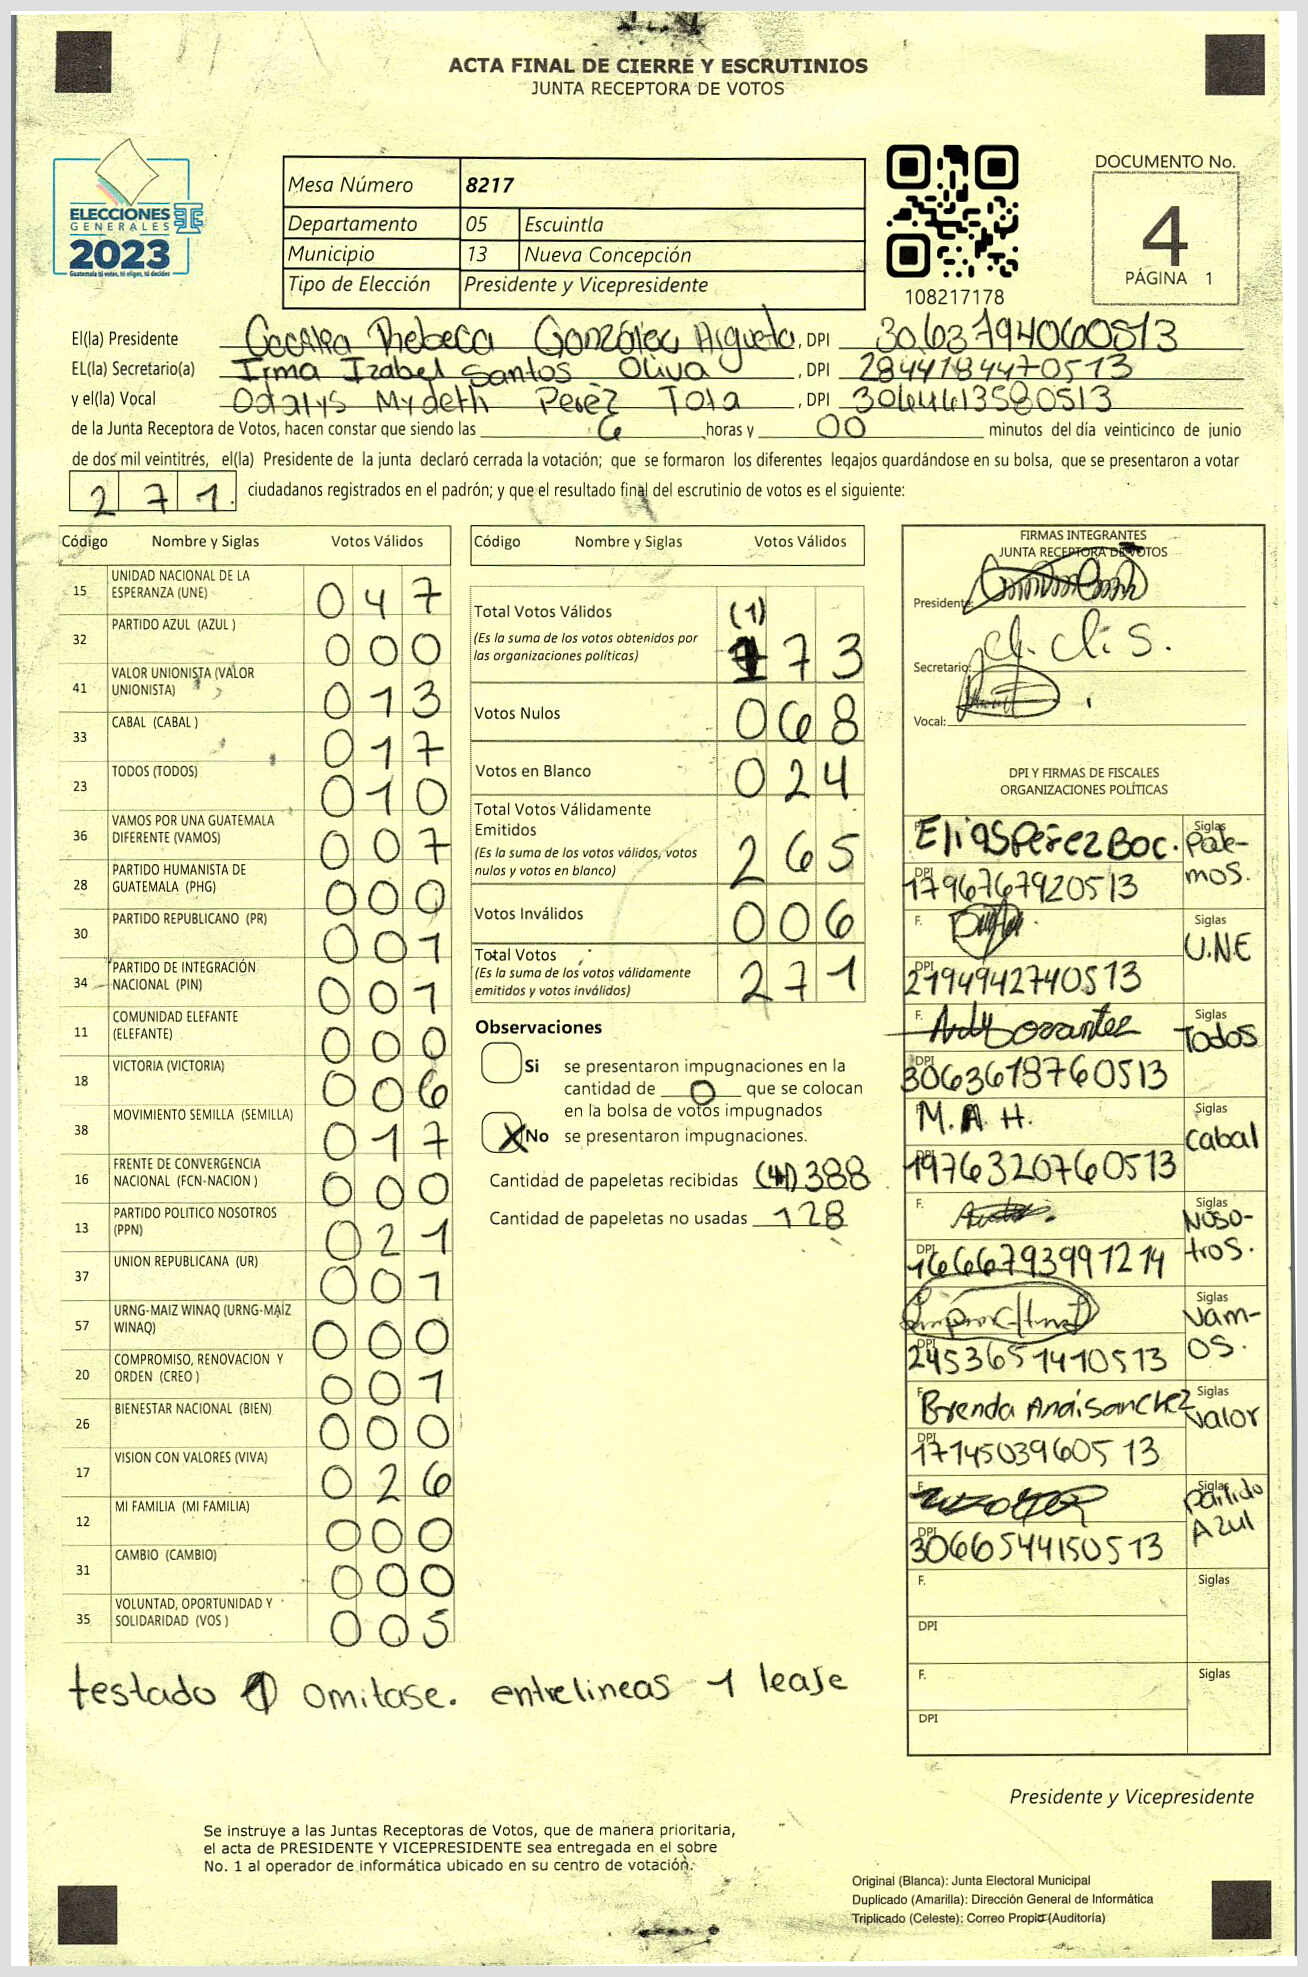 ACTA FINAL DE CIERRE Y ESCRUTINIOS
JUNTA RECEPTORA DE VOTOS
ELECCIONES
GENERALES
2023
Guatemala tú votas, tú eliges, tú decides
Mesa Número 8217
Departamento 05 Escuintla
Municipio 13 Nueva Concepción
Tipo de Elección Presidente y Vicepresidente
108217178
DOCUMENTO No.
4
PÁGINA 1
El(la) Presidente Rebeca González Argueta, DPI 3063794060513
EL(la) Secretario(a) Irma Izabel Santos Oliva, DPI 2844184470513
y el(la) Vocal Odalys Mydeth Perez Tota, DPI 3064613580513
de la Junta Receptora de Votos, hacen constar que siendo las 6 horas y 00 minutos del día veinticinco de junio
de dos mil veintitrés, el(la) Presidente de la junta declaró cerrada la votación; que se formaron los diferentes legajos guardándose en su bolsa, que se presentaron a votar
271 ciudadanos registrados en el padrón; y que el resultado final del escrutinio de votos es el siguiente:
Código Nombre y Siglas Votos Válidos
15 UNIDAD NACIONAL DE LA ESPERANZA (UNE) 047
32 PARTIDO AZUL (AZUL ) 000
41 VALOR UNIONISTA (VALOR UNIONISTA) 013
33 CABAL (CABAL ) 017
23 TODOS (TODOS) 010
36 VAMOS POR UNA GUATEMALA DIFERENTE (VAMOS) 007
28 PARTIDO HUMANISTA DE GUATEMALA (PHG) 000
30 PARTIDO REPUBLICANO (PR) 001
34 PARTIDO DE INTEGRACIÓN NACIONAL (PIN) 001
11 COMUNIDAD ELEFANTE (ELEFANTE) 000
18 VICTORIA (VICTORIA) 006
38 MOVIMIENTO SEMILLA (SEMILLA) 017
16 FRENTE DE CONVERGENCIA NACIONAL (FCN-NACION ) 000
13 PARTIDO POLITICO NOSOTROS (PPN) 021
37 UNION REPUBLICANA (UR) 001
57 URNG-MAIZ WINAQ (URNG-MAÍZ WINAQ) 000
20 COMPROMISO, RENOVACION Y ORDEN (CREO ) 001
26 BIENESTAR NACIONAL (BIEN) 000
17 VISION CON VALORES (VIVA) 026
12 MI FAMILIA (MI FAMILIA) 000
31 CAMBIO (CAMBIO) 000
35 VOLUNTAD, OPORTUNIDAD Y SOLIDARIDAD (VOS ) 005
Código Nombre y Siglas Votos Válidos
Total Votos Válidos (1)
(Es la suma de los votos obtenidos por las organizaciones políticas) 173
Votos Nulos 068
Votos en Blanco 024
Total Votos Válidamente Emitidos
(Es la suma de los votos válidos, votos nulos y votos en blanco) 265
Votos Inválidos 006
Total Votos
(Es la suma de los votos válidamente emitidos y votos inválidos) 271
Observaciones
Si se presentaron impugnaciones en la
cantidad de 0 que se colocan
en la bolsa de votos impugnados
X No se presentaron impugnaciones.
Cantidad de papeletas recibidas 388
Cantidad de papeletas no usadas 128
FIRMAS INTEGRANTES
JUNTA RECEPTORA DE VOTOS
Presidente:
Secretario:
Vocal:
DPI Y FIRMAS DE FISCALES
ORGANIZACIONES POLÍTICAS
F. Elias Pérez Boc. Siglas
DPI 1796767920513
F. Siglas U.N.E
DPI 2194942740513
F. Andy Siglas Todos
DPI 3063618760513
F. M.A.H. Siglas Cabal
DPI 1976320760513
F. Siglas Nosotros.
DPI 1666793991214
F. Siglas Vamos.
DPI 2453651410513
F. Brenda Anai Sanchez Siglas Valor
DPI 1714503960513
F. Siglas Partido Azul
DPI 3066544150513
F. Siglas
DPI
F. Siglas
DPI
testado 1 omitase. entrelineas 1 lease
Presidente y Vicepresidente
Se instruye a las Juntas Receptoras de Votos, que de manera prioritaria,
el acta de PRESIDENTE Y VICEPRESIDENTE sea entregada en el sobre
No. 1 al operador de informática ubicado en su centro de votación.
Original (Blanca): Junta Electoral Municipal
Duplicado (Amarilla): Dirección General de Informática
Triplicado (Celeste): Correo Propio (Auditoría)